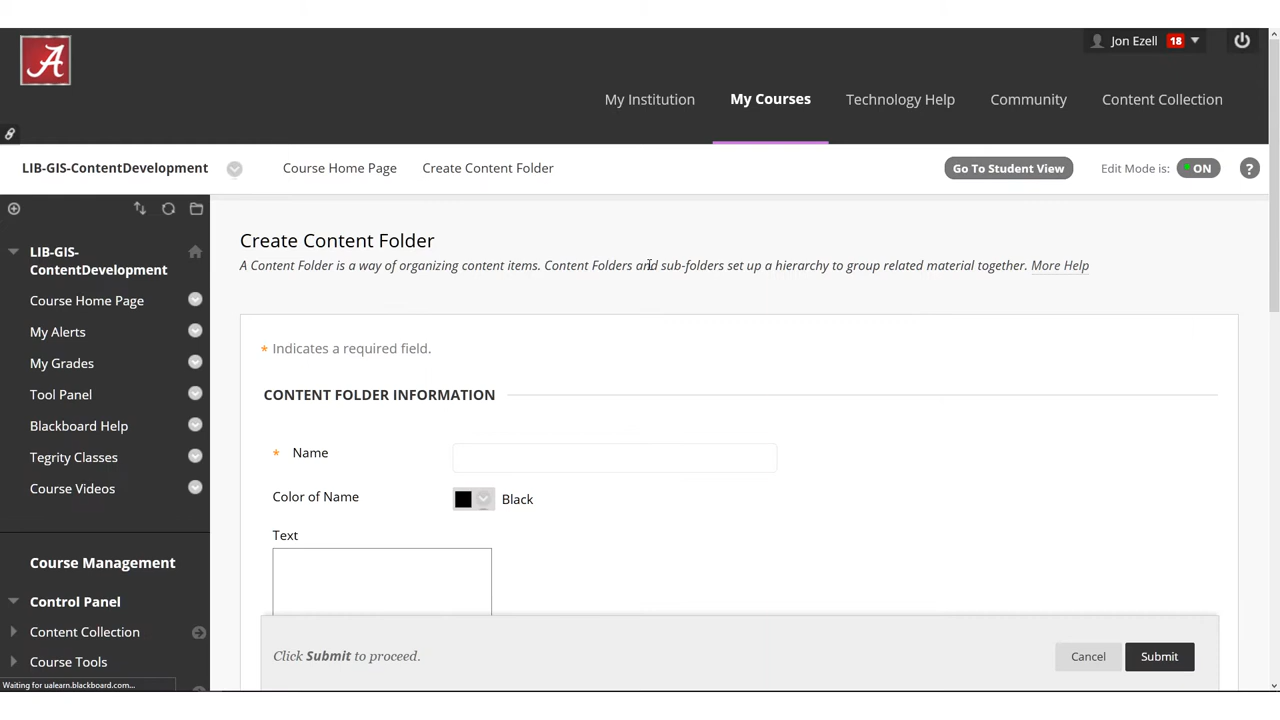 A
Jon Ezell 18
My Institution My Courses Technology Help Community Content Collection
LIB-GIS-ContentDevelopment Course Home Page Create Content Folder Go To Student View Edit Mode is: ON ?
LIB-GIS-
ContentDevelopment
Course Home Page
My Alerts
My Grades
Tool Panel
Blackboard Help
Tegrity Classes
Course Videos
Course Management
Control Panel
Content Collection
Course Tools
Waiting for ualearn.blackboard.com...
Create Content Folder
A Content Folder is a way of organizing content items. Content Folders and sub-folders set up a hierarchy to group related material together. More Help
* Indicates a required field.
CONTENT FOLDER INFORMATION
* Name
Color of Name Black
Text
Click Submit to proceed. Cancel Submit